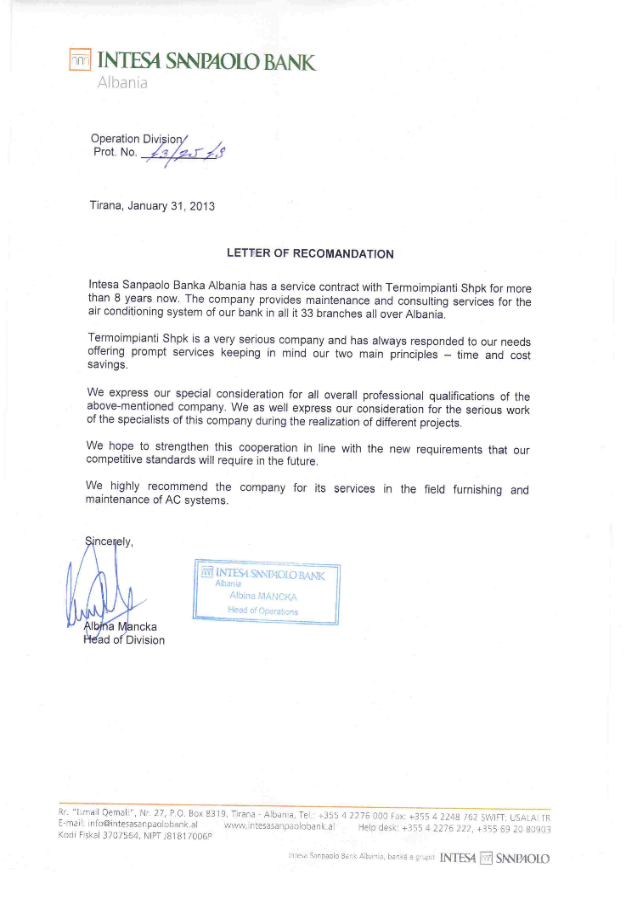 INTESA SANPAOLO BANK
Albania
Operation Division
Prot. No. 13/25 13
Tirana, January 31, 2013
LETTER OF RECOMANDATION
Intesa Sanpaolo Banka Albania has a service contract with Termoimpianti Shpk for more
than 8 years now. The company provides maintenance and consulting services for the
air conditioning system of our bank in all it 33 branches all over Albania.
Termoimpianti Shpk is a very serious company and has always responded to our needs
offering prompt services keeping in mind our two main principles – time and cost
savings.
We express our special consideration for all overall professional qualifications of the
above-mentioned company. We as well express our consideration for the serious work
of the specialists of this company during the realization of different projects.
We hope to strengthen this cooperation in line with the new requirements that our
competitive standards will require in the future.
We highly recommend the company for its services in the field furnishing and
maintenance of AC systems.
Sincerely,
INTESA SANPAOLO BANK
Albania
Albina MANCKA
Head of Operations
Albina Mancka
Head of Division
Rr. "Ismail Qemali", Nr. 27, P.O. Box 8319, Tirana - Albania, Tel.: +355 4 2276 000 Fax: +355 4 2248 762 SWIFT: USALALTR
E-mail: info@intesasanpaolobank.al www.intesasanpaolobank.al Help desk: +355 4 2276 222, +355 69 20 80903
Kodi Fiskal 3707564, NIPT J81817006P
Intesa Sanpaolo Bank Albania, banka e grupit INTESA SANPAOLO